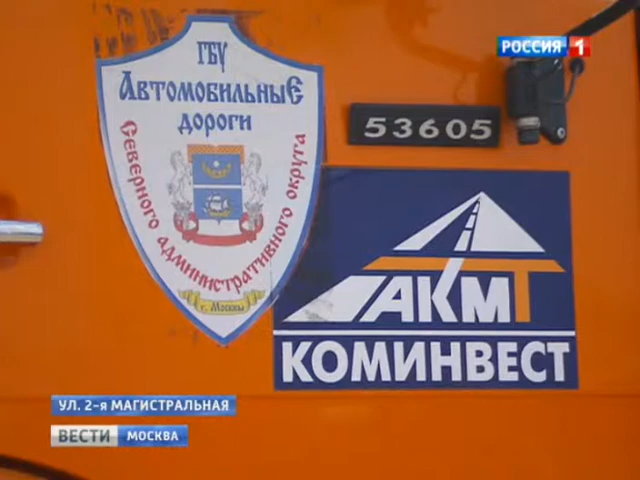 РОССИЯ 1
ГБУ
Автомобильные
дороги
Северного административного округа
г. Москвы
53605
АКМТ
КОМИНВЕСТ
УЛ. 2-я МАГИСТРАЛЬНАЯ
ВЕСТИ МОСКВА